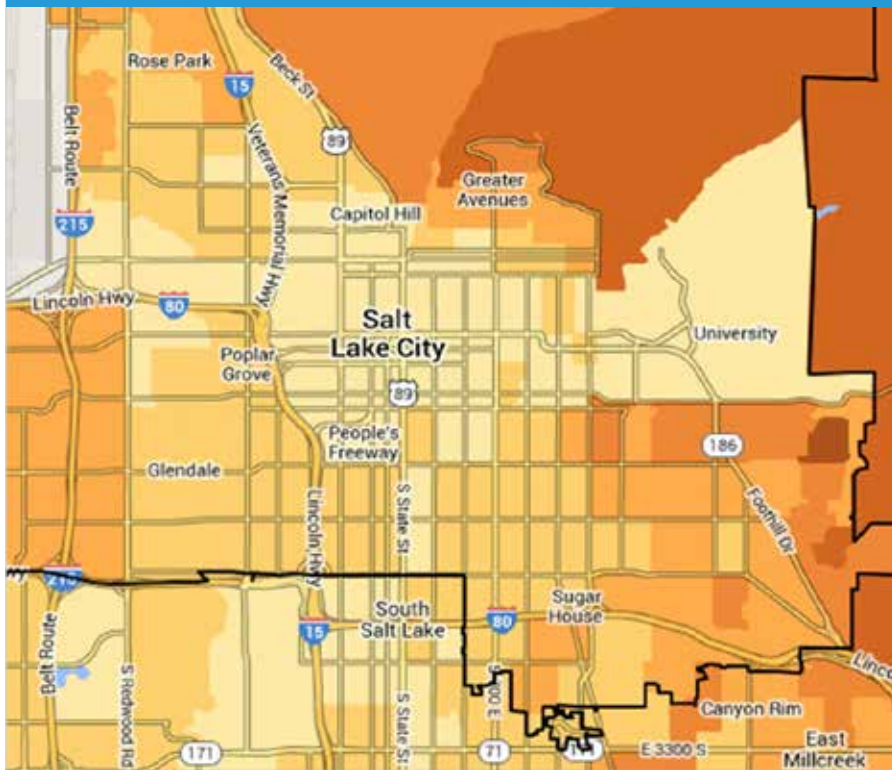 Rose Park
15
Beck St
Belt Route
Veterans Memorial Hwy
89
Greater
Avenues
Capitol Hill
215
Lincoln Hwy
80
Salt
Lake City
University
Poplar
Grove
89
People's
Freeway
186
Glendale
S State St
Lincoln Hwy
Foothill Dr
215
Sugar
House
South
Salt Lake
15
80
Belt Route
S Redwood Rd
S State St
Canyon Rim
171
71
E 3300 S
East
Millcreek